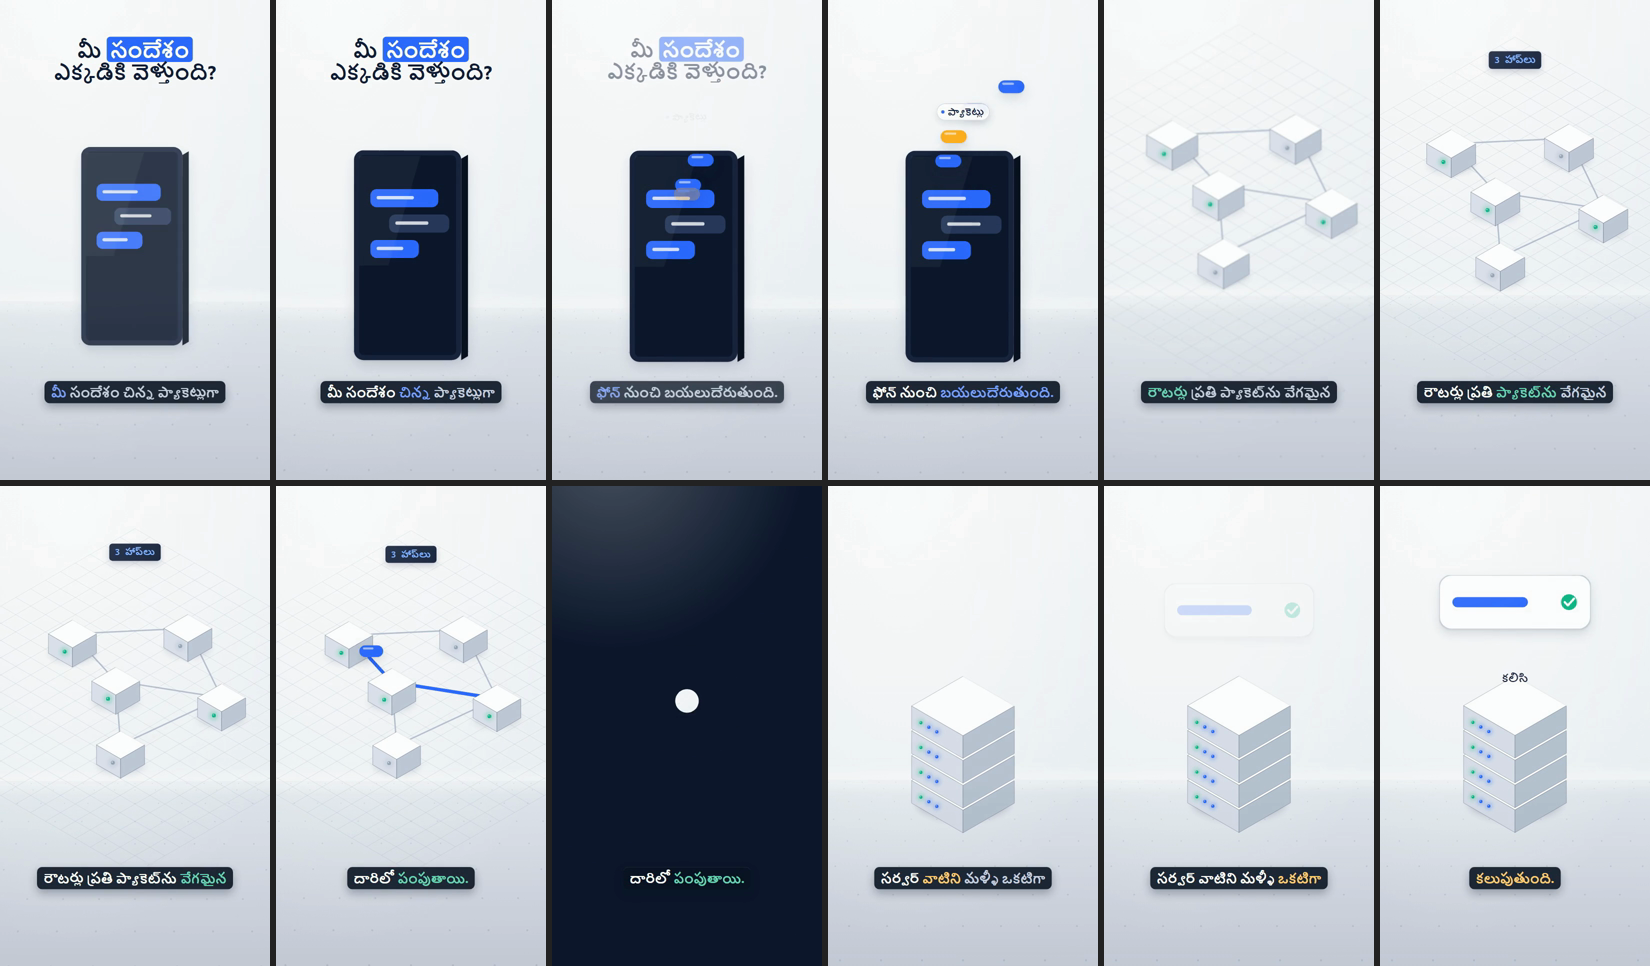 మీ సందేశం
ఎక్కడికి వెళ్తుంది?
మీ సందేశం చిన్న ప్యాకెట్లుగా
మీ సందేశం
ఎక్కడికి వెళ్తుంది?
మీ సందేశం చిన్న ప్యాకెట్లుగా
మీ సందేశం
ఎక్కడికి వెళ్తుంది?
ఫోన్ నుంచి బయలుదేరుతుంది.
ప్యాకెట్లు
ఫోన్ నుంచి బయలుదేరుతుంది.
రౌటర్లు ప్రతి ప్యాకెట్‌ను వేగమైన
3 హాప్‌లు
రౌటర్లు ప్రతి ప్యాకెట్‌ను వేగమైన
3 హాప్‌లు
రౌటర్లు ప్రతి ప్యాకెట్‌ను వేగమైన
3 హాప్‌లు
దారిలో పంపుతాయి.
దారిలో పంపుతాయి.
సర్వర్ వాటిని మళ్ళీ ఒకటిగా
సర్వర్ వాటిని మళ్ళీ ఒకటిగా
కలిసి
కలుపుతుంది.